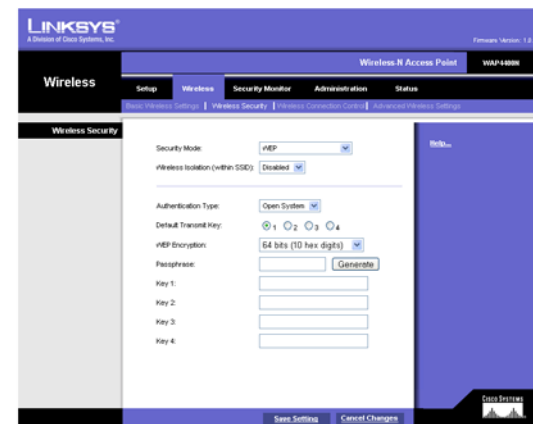 LINKSYS®
A Division of Cisco Systems, Inc.
Firmware Version: 1.2
Wireless-N Access Point WAP4400N
Wireless
Setup Wireless Security Monitor Administration Status
Basic Wireless Settings | Wireless Security | Wireless Connection Control | Advanced Wireless Settings
Wireless Security
Help...
Security Mode: WEP
Wireless Isolation (within SSID): Disabled
Authentication Type: Open System
Default Transmit Key: 1 2 3 4
WEP Encryption: 64 bits (10 hex digits)
Passphrase: Generate
Key 1:
Key 2:
Key 3:
Key 4:
Save Setting Cancel Changes
CISCO SYSTEMS